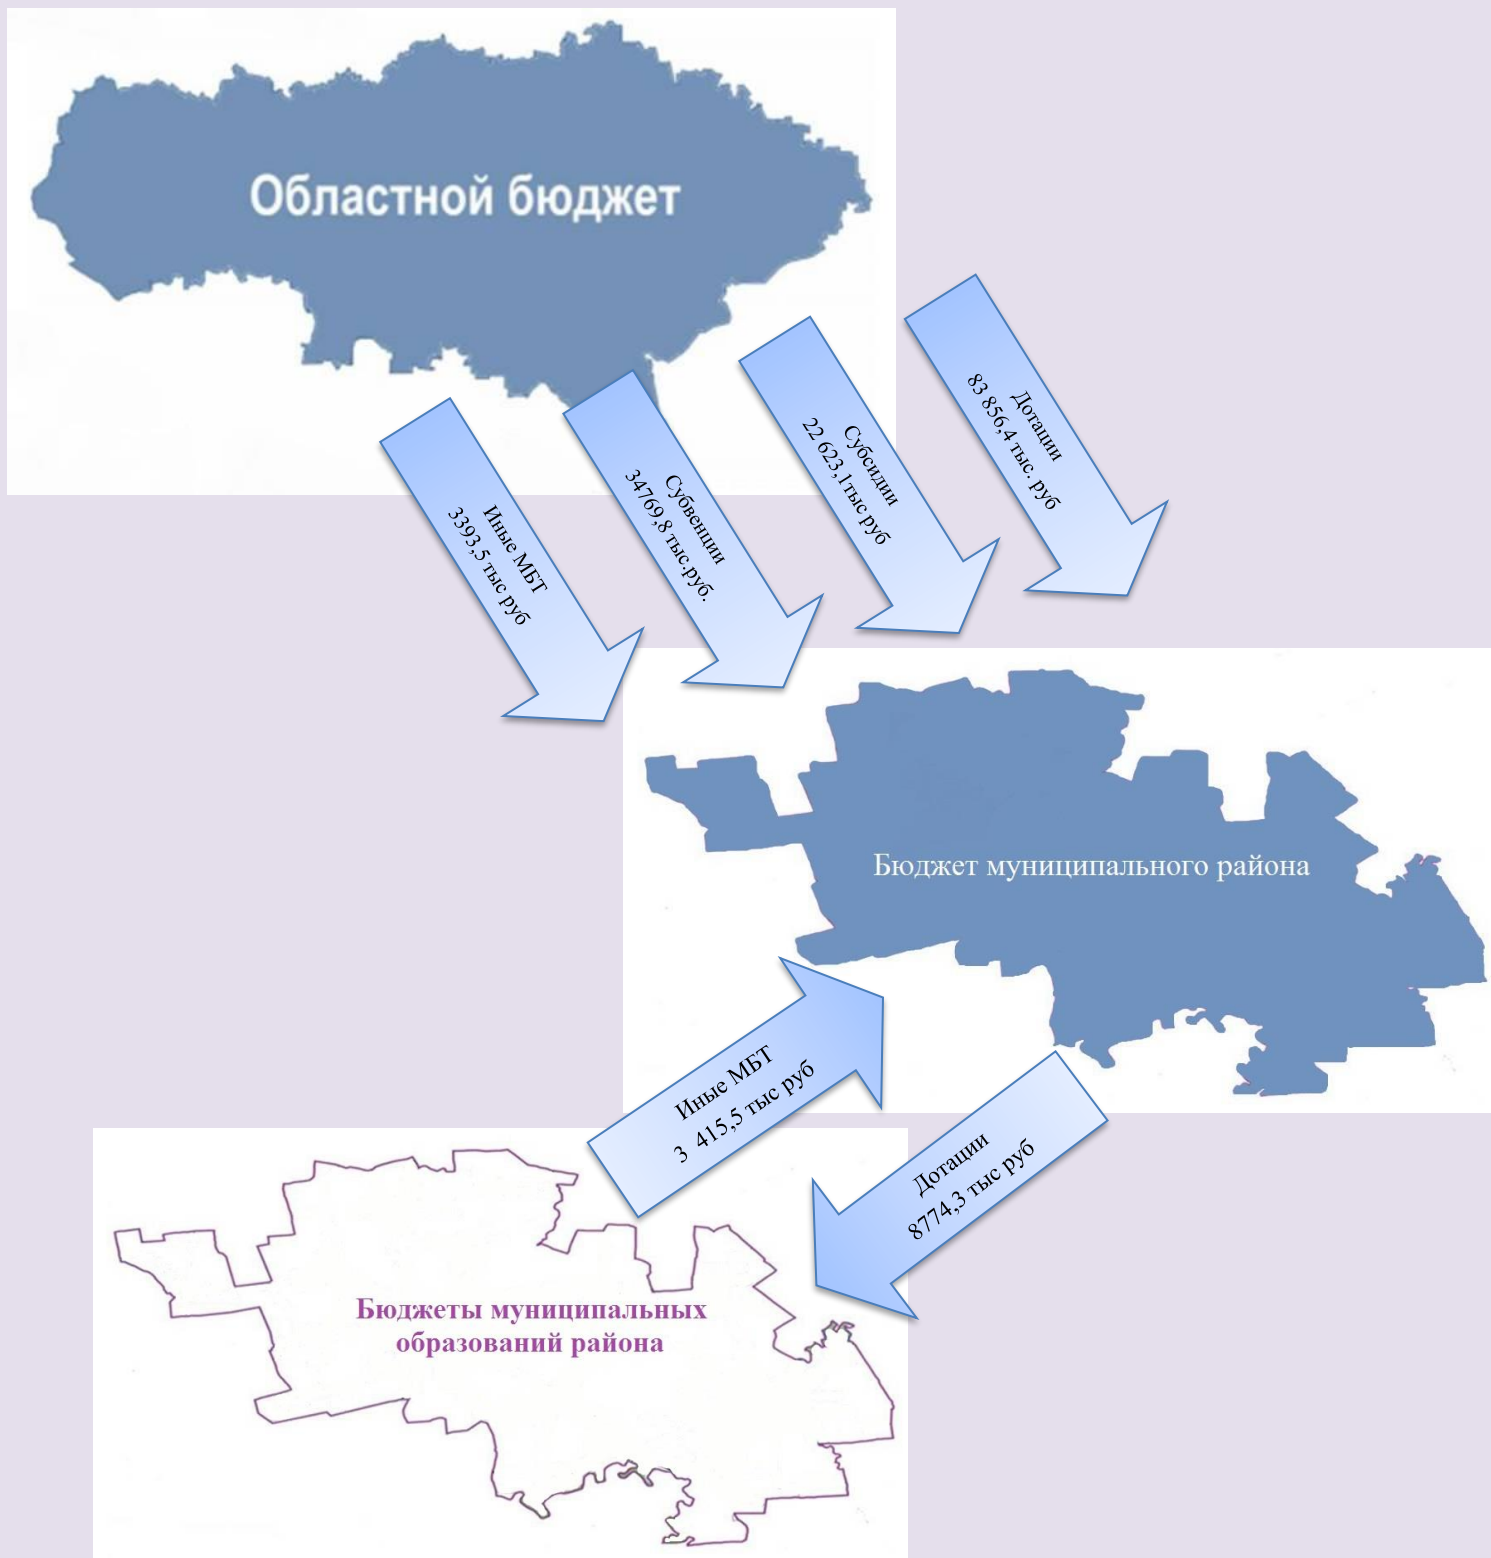 Областной бюджет
Дотации
83 856,4 тыс. руб
Субсидии
22 623,1тыс руб
Субвенции
34769,8 тыс.руб.
Иные МБТ
3393,5 тыс руб
Бюджет муниципального района
Иные МБТ
3 415,5 тыс руб
Дотации
8774,3 тыс руб
Бюджеты муниципальных
образований района